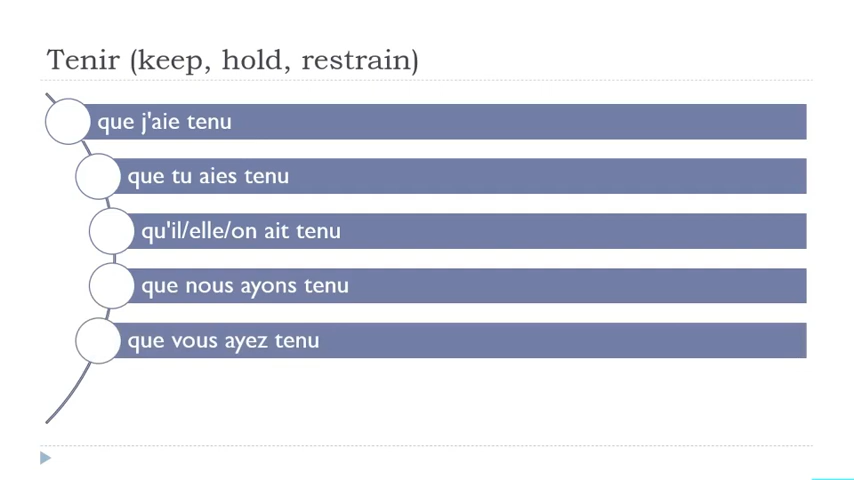 Tenir (keep, hold, restrain)
que j'aie tenu
que tu aies tenu
qu'il/elle/on ait tenu
que nous ayons tenu
que vous ayez tenu